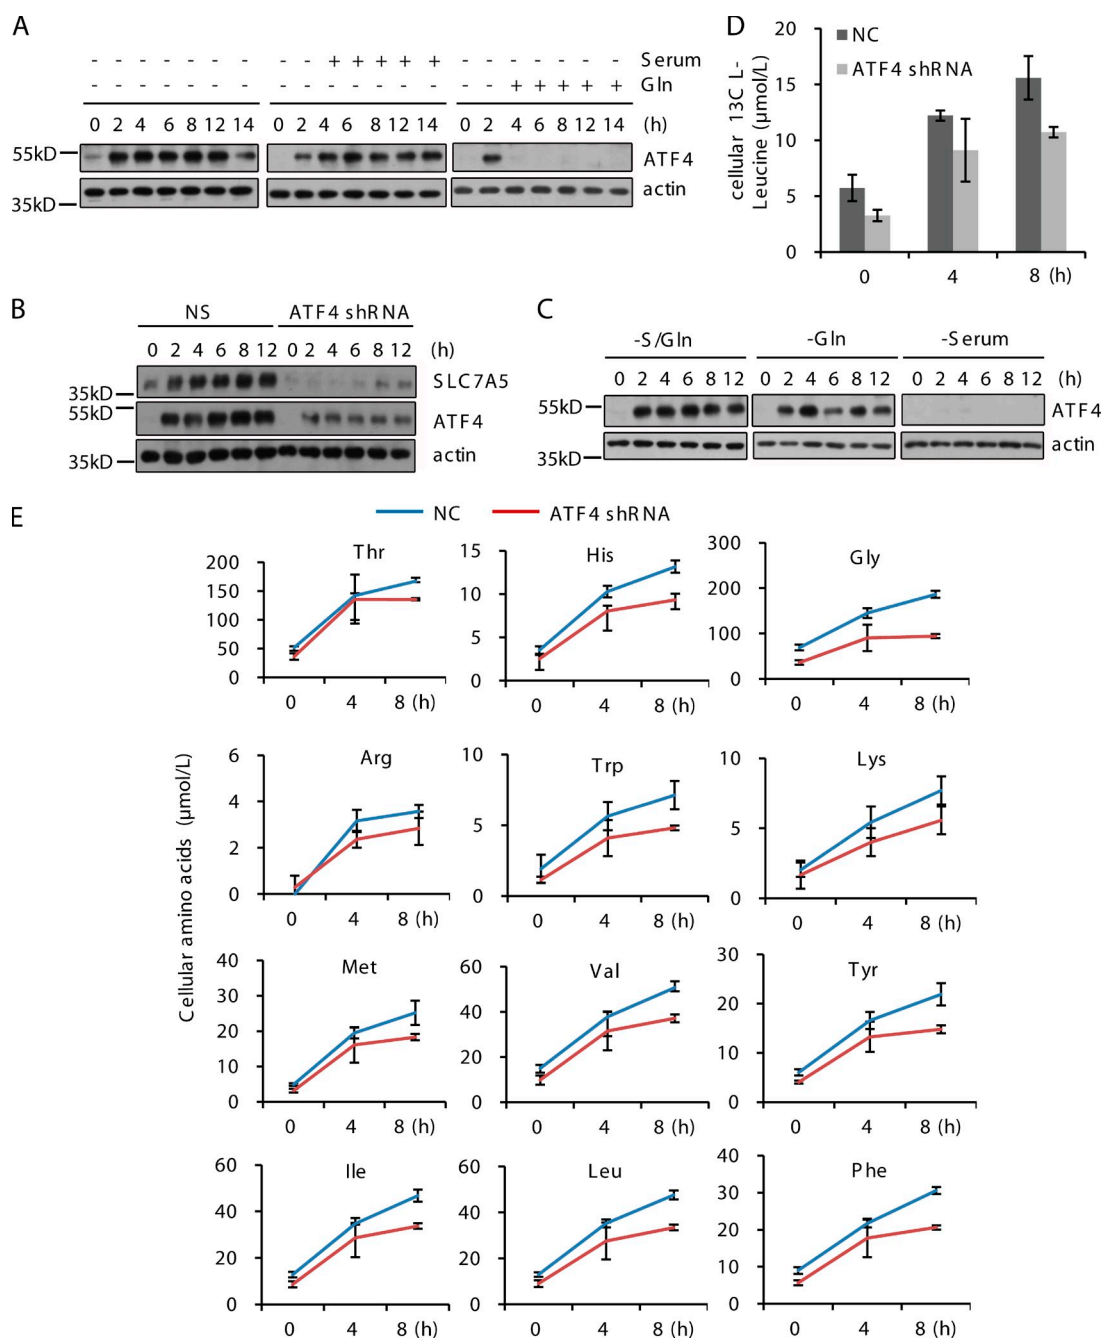 A
- - - - - - - - - + + + + + - - - - - - - Serum
- - - - - - - - - - - - - - - - + + + + + Gln
0 2 4 6 8 12 14 0 2 4 6 8 12 14 0 2 4 6 8 12 14 (h)
55kD ATF4
35kD actin
D
NC
ATF4 shRNA
cellular 13C L-
Leucine (μmol/L)
20
15
10
5
0
0 4 8 (h)
B
NS ATF4 shRNA
0 2 4 6 8 12 0 2 4 6 8 12 (h)
35kD SLC7A5
55kD ATF4
35kD actin
C
-S/Gln -Gln -Serum
0 2 4 6 8 12 0 2 4 6 8 12 0 2 4 6 8 12 (h)
55kD ATF4
35kD actin
E
NC ATF4 shRNA
Cellular amino acids (μmol/L)
Thr
200
150
100
50
0
0 4 8 (h)
His
15
10
5
0
0 4 8 (h)
Gly
300
200
100
0
0 4 8 (h)
Arg
6
4
2
0
0 4 8 (h)
Trp
10
5
0
0 4 8 (h)
Lys
10
5
0
0 4 8 (h)
Met
40
30
20
10
0
0 4 8 (h)
Val
60
40
20
0
0 4 8 (h)
Tyr
30
20
10
0
0 4 8 (h)
Ile
60
40
20
0
0 4 8 (h)
Leu
60
40
20
0
0 4 8 (h)
Phe
40
30
20
10
0
0 4 8 (h)